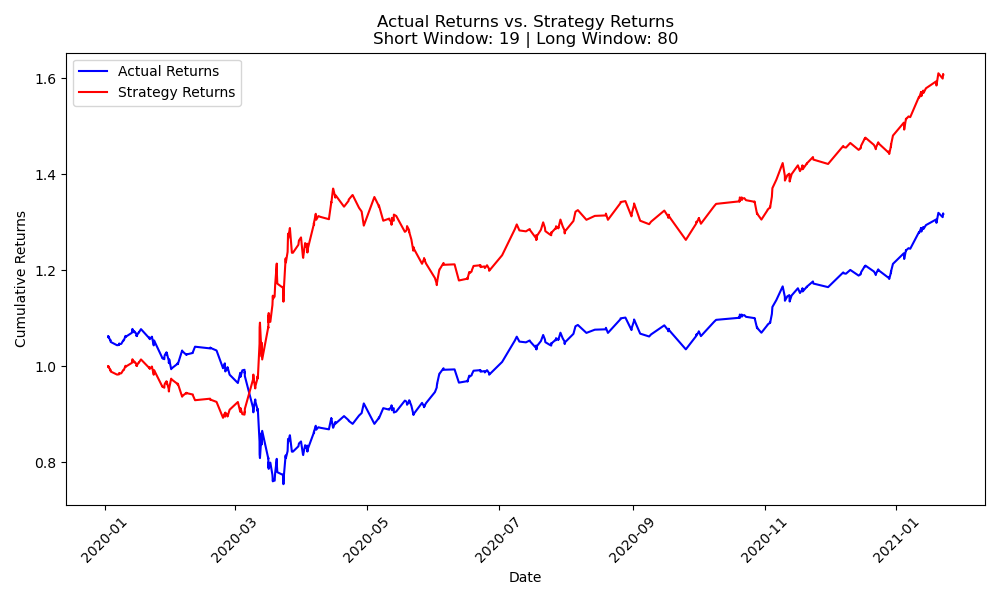 Actual Returns vs. Strategy Returns
Short Window: 19 | Long Window: 80
Actual Returns
Strategy Returns
Cumulative Returns
1.6
1.4
1.2
1.0
0.8
2020-01
2020-03
2020-05
2020-07
2020-09
2020-11
2021-01
Date